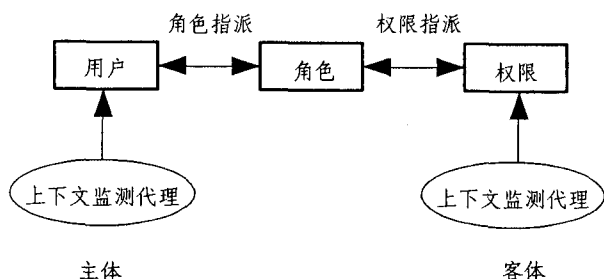 角色指派
权限指派
用户
角色
权限
上下文监测代理
上下文监测代理
主体
客体